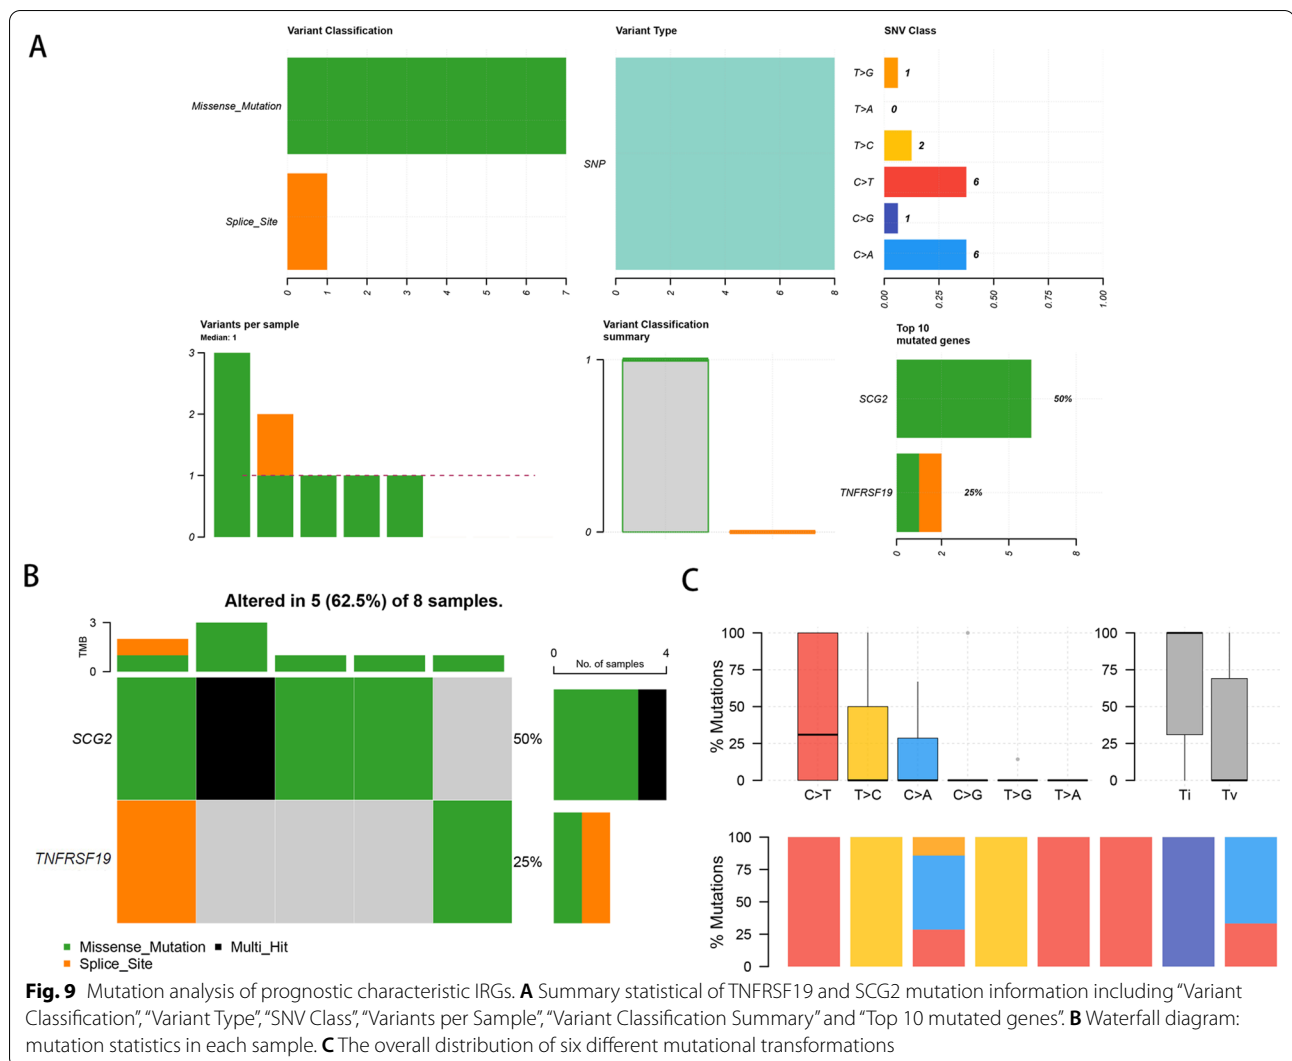 A
Variant Classification
Missense_Mutation
Splice_Site
0 1 2 3 4 5 6 7
Variant Type
SNP
0 2 4 6 8
SNV Class
T>G 1
T>A 0
T>C 2
C>T 6
C>G 1
C>A 6
0.00 0.25 0.50 0.75 1.00
Variants per sample
Median: 1
3
2
1
0
Variant Classification
summary
1
0
Top 10
mutated genes
SCG2 50%
TNFRSF19 25%
0 2 5 8
B
Altered in 5 (62.5%) of 8 samples.
TMB
3
0
0 4
No. of samples
SCG2 50%
TNFRSF19 25%
Missense_Mutation Multi_Hit
Splice_Site
C
% Mutations
100
75
50
25
0
C>T T>C C>A C>G T>G T>A
100
75
50
25
0
Ti Tv
% Mutations
100
75
50
25
0
Fig. 9 Mutation analysis of prognostic characteristic IRGs. A Summary statistical of TNFRSF19 and SCG2 mutation information including “Variant
Classification”, “Variant Type”, “SNV Class”, “Variants per Sample”, “Variant Classification Summary” and “Top 10 mutated genes”. B Waterfall diagram:
mutation statistics in each sample. C The overall distribution of six different mutational transformations